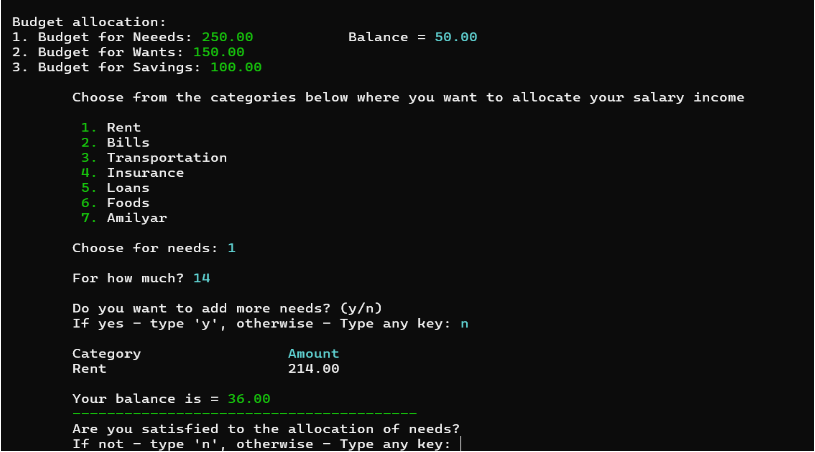 Budget allocation:
1. Budget for Neeeds: 250.00 Balance = 50.00
2. Budget for Wants: 150.00
3. Budget for Savings: 100.00
Choose from the categories below where you want to allocate your salary income
1. Rent
2. Bills
3. Transportation
4. Insurance
5. Loans
6. Foods
7. Amilyar
Choose for needs: 1
For how much? 14
Do you want to add more needs? (y/n)
If yes - type 'y', otherwise - Type any key: n
Category Amount
Rent 214.00
Your balance is = 36.00
----------------------------------------
Are you satisfied to the allocation of needs?
If not - type 'n', otherwise - Type any key: